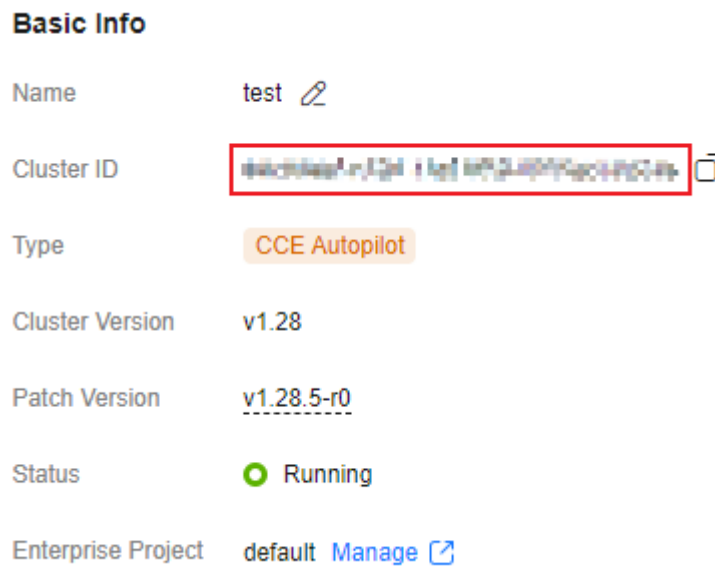 Basic Info
Name test
Cluster ID
Type CCE Autopilot
Cluster Version v1.28
Patch Version v1.28.5-r0
Status Running
Enterprise Project default Manage